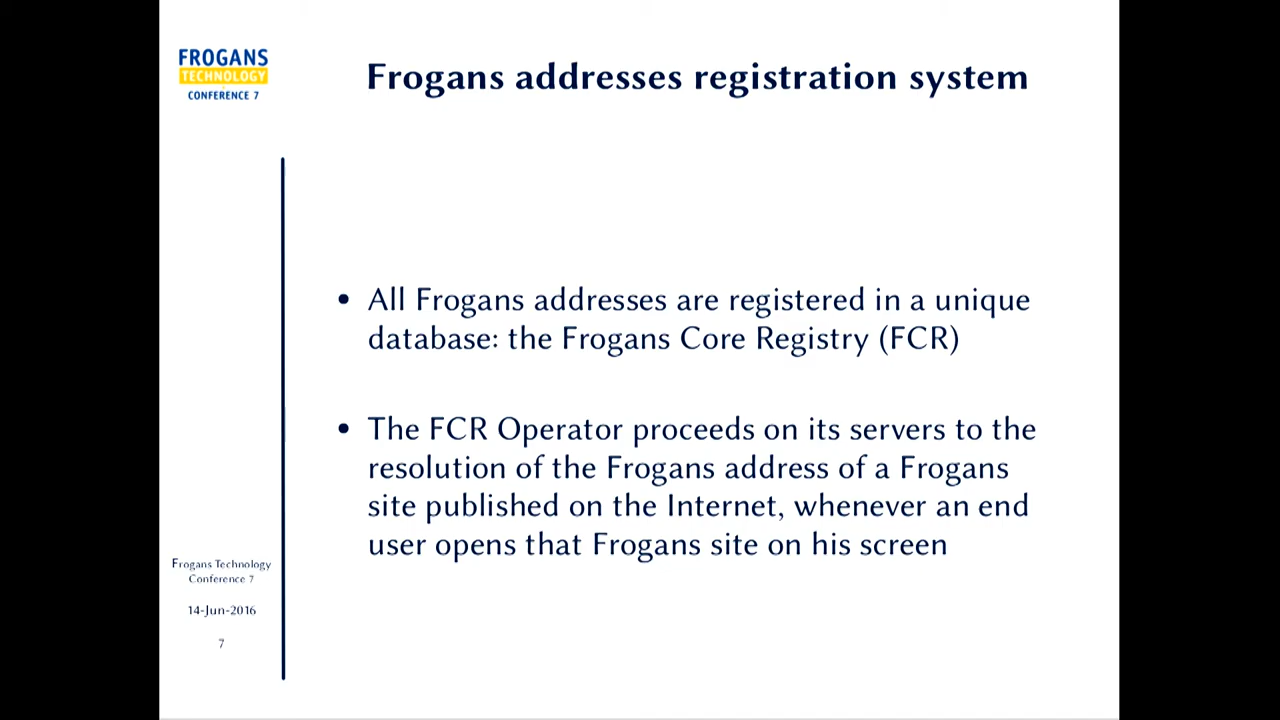 FROGANS
TECHNOLOGY
CONFERENCE 7
Frogans addresses registration system
• All Frogans addresses are registered in a unique
database: the Frogans Core Registry (FCR)
• The FCR Operator proceeds on its servers to the
resolution of the Frogans address of a Frogans
site published on the Internet, whenever an end
user opens that Frogans site on his screen
Frogans Technology
Conference 7
14-Jun-2016
7